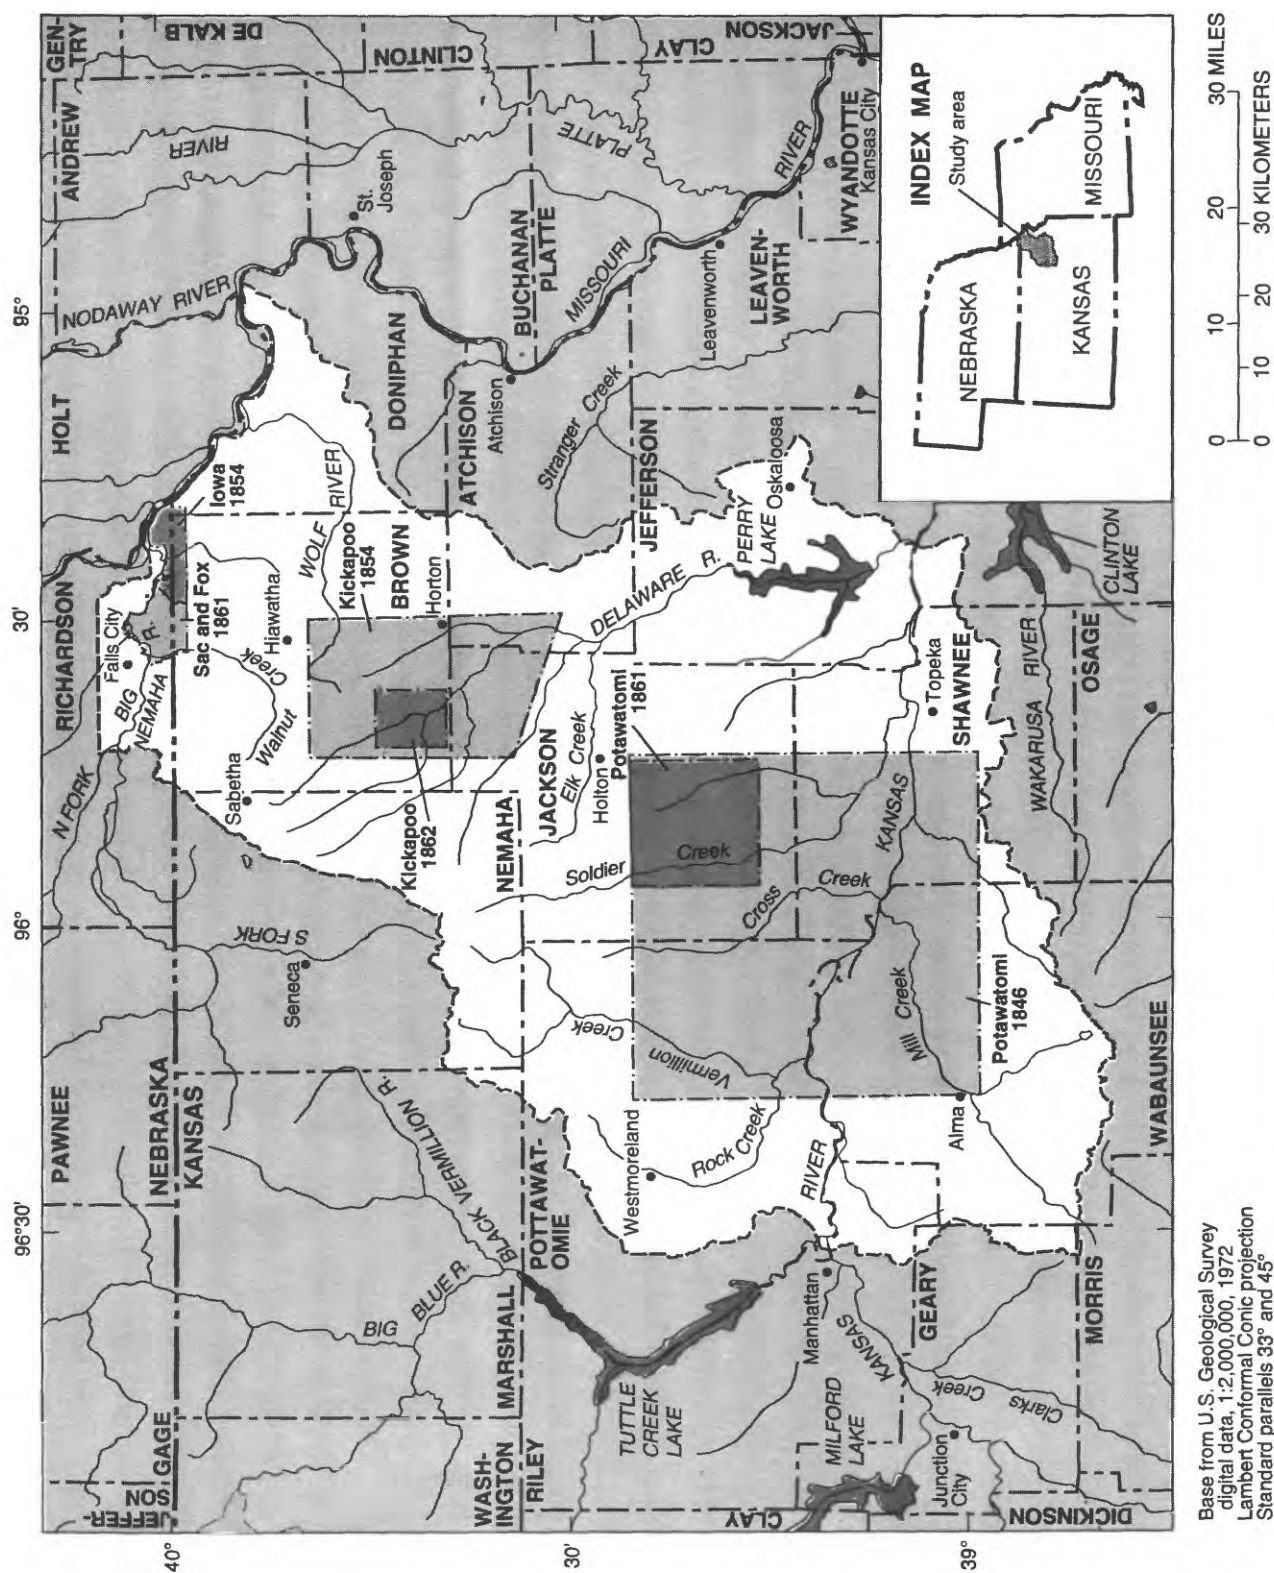 95°
30'
96°
96°30'
40°
30'
39°
GEN-
TRY
DE KALB
CLINTON
CLAY
JACKSON
ANDREW
RIVER
PLATTE
St.
Joseph
BUCHANAN
PLATTE
MISSOURI
RIVER
WYANDOTTE
Kansas City
NODAWAY RIVER
HOLT
DONIPHAN
ATCHISON
Atchison
Leavenworth
LEAVEN-
WORTH
Stranger Creek
JEFFERSON
Oskaloosa
PERRY
LAKE
Iowa
1854
WOLF
RIVER
Kickapoo
1854
BROWN
Horton
DELAWARE R.
RICHARDSON
Falls City
BIG
NEMAHA R.
Sac and Fox
1861
Hiawatha
Walnut
Creek
Sabetha
N FORK
Kickapoo
1862
NEMAHA
JACKSON
Elk Creek
Holton
Potawatomi
1861
Soldier
Creek
Cross
Creek
KANSAS
Topeka
SHAWNEE
WAKARUSA RIVER
OSAGE
CLINTON
LAKE
S FORK
Seneca
Vermillion
Creek
Mill Creek
Potawatomi
1846
Alma
WABAUNSEE
PAWNEE
NEBRASKA
KANSAS
BLACK VERMILLION R.
POTTAWAT-
OMIE
Westmoreland
Rock Creek
RIVER
BIG
BLUE R.
MARSHALL
TUTTLE
CREEK
LAKE
Manhattan
KANSAS
GEARY
MORRIS
Clarks
Creek
GAGE
JEFFER-
SON
WASH-
INGTON
RILEY
CLAY
MILFORD
LAKE
Junction
City
DICKINSON
INDEX MAP
Study area
NEBRASKA
KANSAS
MISSOURI
0 10 20 30 MILES
0 10 20 30 KILOMETERS
Base from U.S. Geological Survey
digital data, 1:2,000,000, 1972
Lambert Conformal Conic projection
Standard parallels 33° and 45°